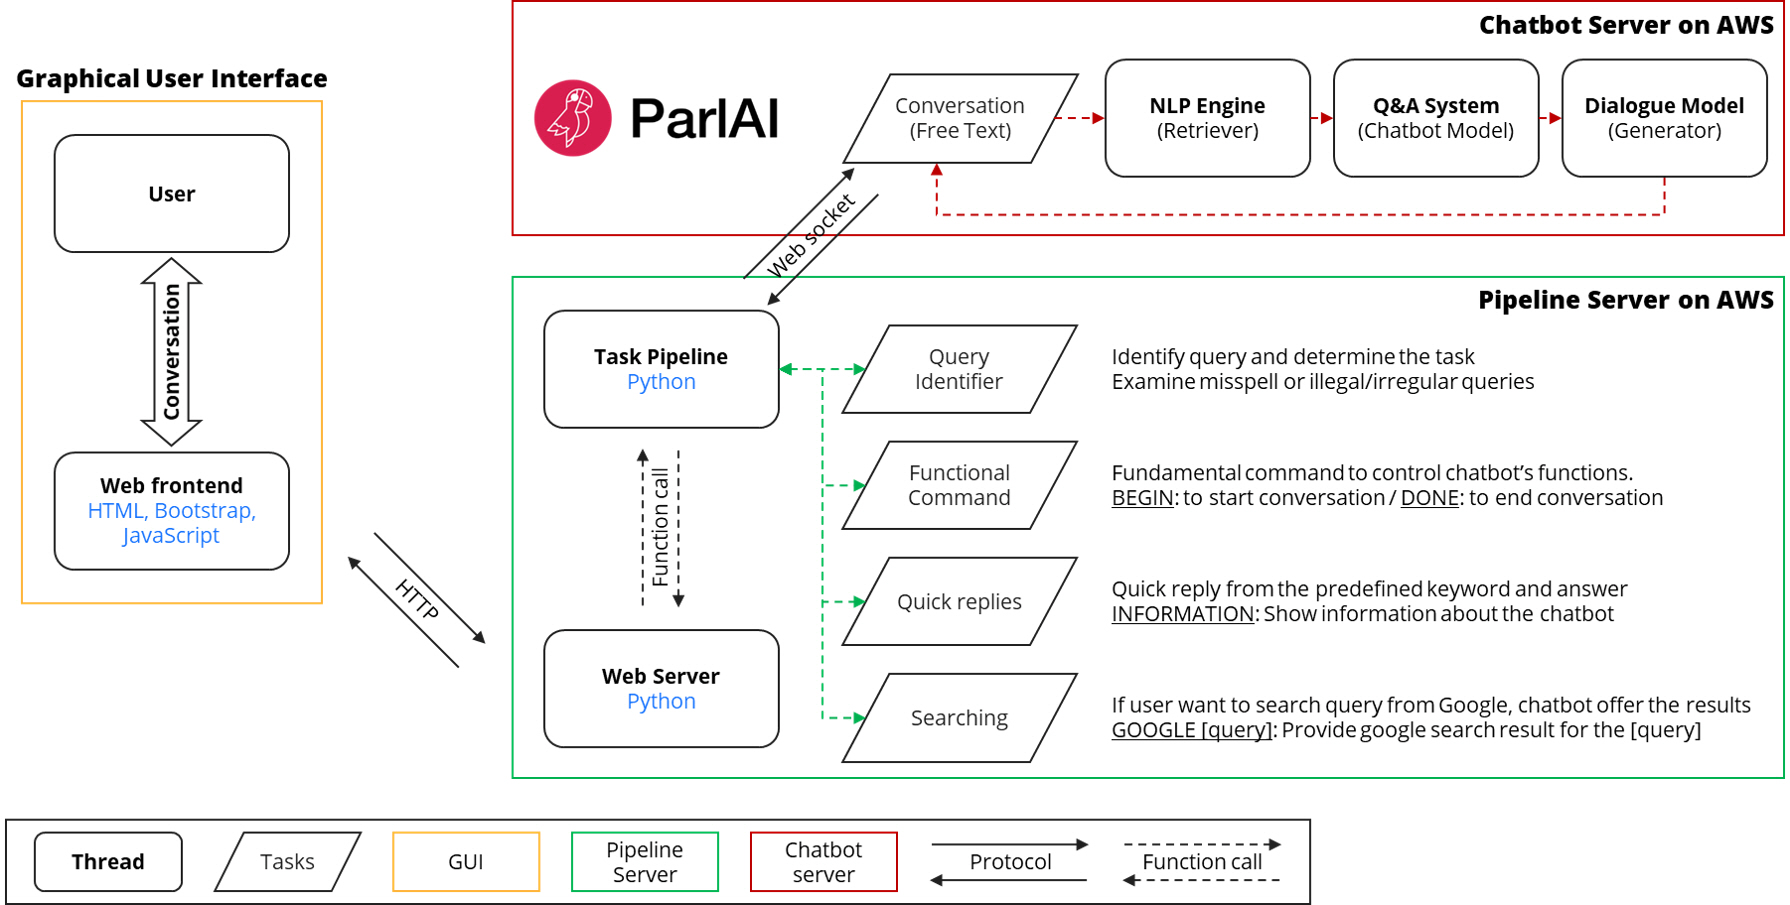 Graphical User Interface
User
Conversation
Web frontend
HTML, Bootstrap,
JavaScript
HTTP
Chatbot Server on AWS
ParlAI
Conversation
(Free Text)
NLP Engine
(Retriever)
Q&A System
(Chatbot Model)
Dialogue Model
(Generator)
Web socket
Pipeline Server on AWS
Task Pipeline
Python
Function call
Web Server
Python
Query
Identifier
Identify query and determine the task
Examine misspell or illegal/irregular queries
Functional
Command
Fundamental command to control chatbot’s functions.
BEGIN: to start conversation / DONE: to end conversation
Quick replies
Quick reply from the predefined keyword and answer
INFORMATION: Show information about the chatbot
Searching
If user want to search query from Google, chatbot offer the results
GOOGLE [query]: Provide google search result for the [query]
Thread
Tasks
GUI
Pipeline
Server
Chatbot
server
Protocol
Function call